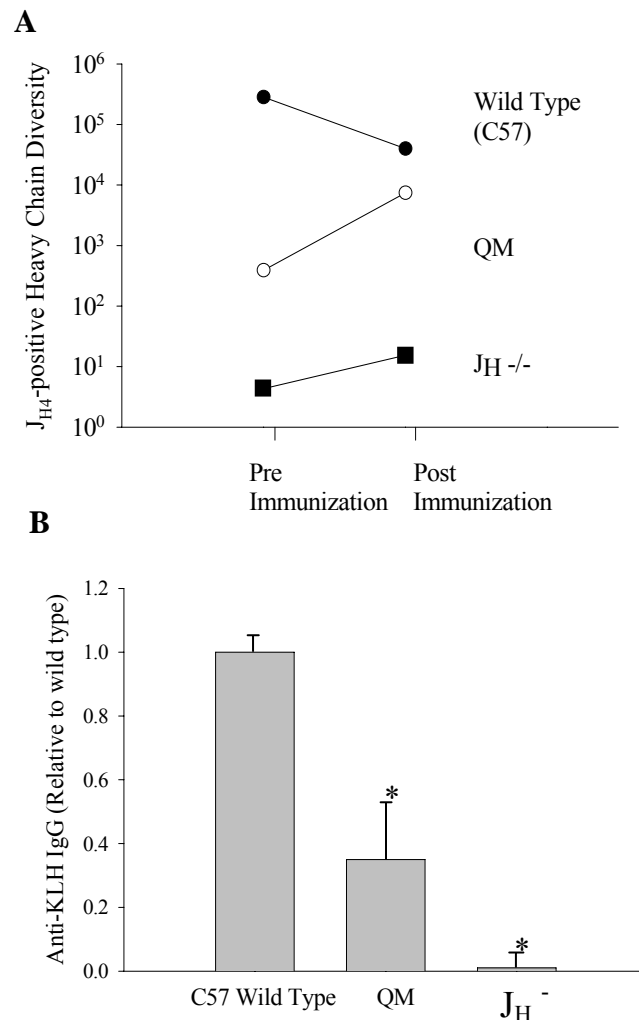 A
J_H4-positive Heavy Chain Diversity
10^6
10^5
10^4
10^3
10^2
10^1
10^0
Wild Type
(C57)
QM
J_H -/-
Pre
Immunization
Post
Immunization
B
Anti-KLH IgG (Relative to wild type)
1.2
1.0
0.8
0.6
0.4
0.2
0.0
*
*
C57 Wild Type
QM
J_H^-